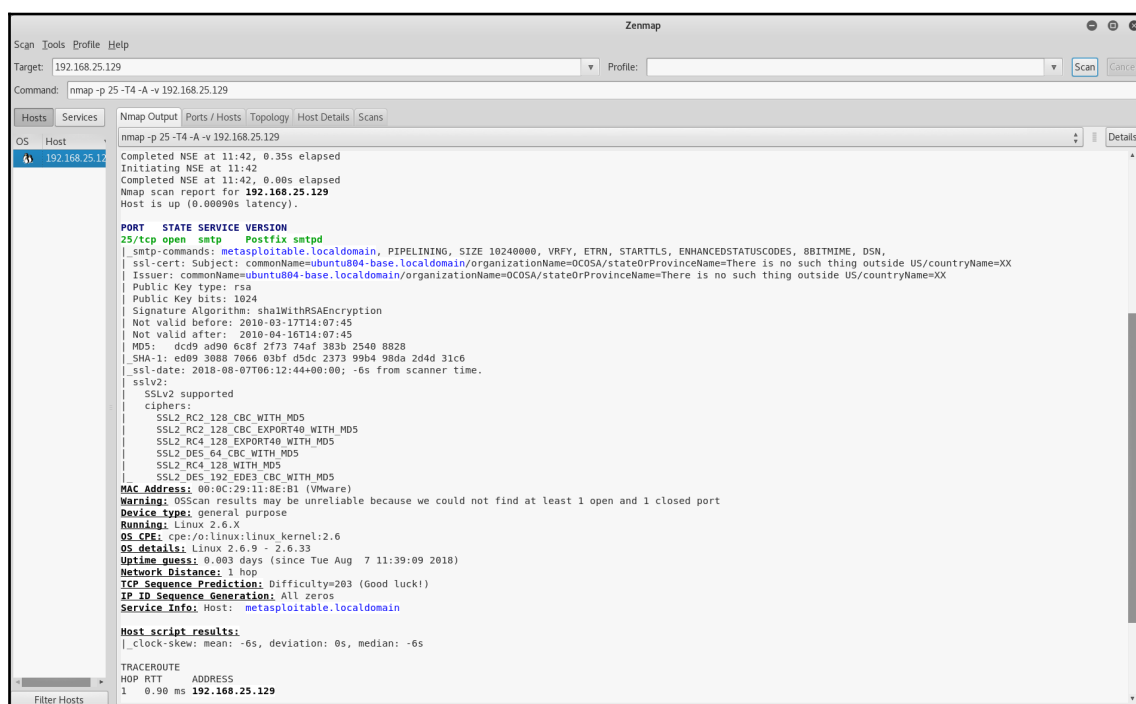 Zenmap
Scan Tools Profile Help
Target: 192.168.25.129 Profile: Scan Cancel
Command: nmap -p 25 -T4 -A -v 192.168.25.129
Hosts Services Nmap Output Ports / Hosts Topology Host Details Scans
OS Host nmap -p 25 -T4 -A -v 192.168.25.129 Details
192.168.25.12
Completed NSE at 11:42, 0.35s elapsed
Initiating NSE at 11:42
Completed NSE at 11:42, 0.00s elapsed
Nmap scan report for 192.168.25.129
Host is up (0.00090s latency).
PORT STATE SERVICE VERSION
25/tcp open smtp Postfix smtpd
|_smtp-commands: metasploitable.localdomain, PIPELINING, SIZE 10240000, VRFY, ETRN, STARTTLS, ENHANCEDSTATUSCODES, 8BITMIME, DSN,
| ssl-cert: Subject: commonName=ubuntu804-base.localdomain/organizationName=OCOSA/stateOrProvinceName=There is no such thing outside US/countryName=XX
| Issuer: commonName=ubuntu804-base.localdomain/organizationName=OCOSA/stateOrProvinceName=There is no such thing outside US/countryName=XX
| Public Key type: rsa
| Public Key bits: 1024
| Signature Algorithm: sha1WithRSAEncryption
| Not valid before: 2010-03-17T14:07:45
| Not valid after: 2010-04-16T14:07:45
| MD5: dcd9 ad90 6c8f 2f73 74af 383b 2540 8828
|_SHA-1: ed09 3088 7066 03bf d5dc 2373 99b4 98da 2d4d 31c6
|_ssl-date: 2018-08-07T06:12:44+00:00; -6s from scanner time.
| sslv2:
| SSLv2 supported
| ciphers:
| SSL2_RC2_128_CBC_WITH_MD5
| SSL2_RC2_128_CBC_EXPORT40_WITH_MD5
| SSL2_RC4_128_EXPORT40_WITH_MD5
| SSL2_DES_64_CBC_WITH_MD5
| SSL2_RC4_128_WITH_MD5
|_ SSL2_DES_192_EDE3_CBC_WITH_MD5
MAC Address: 00:0C:29:11:8E:B1 (VMware)
Warning: OSScan results may be unreliable because we could not find at least 1 open and 1 closed port
Device type: general purpose
Running: Linux 2.6.X
OS CPE: cpe:/o:linux:linux_kernel:2.6
OS details: Linux 2.6.9 - 2.6.33
Uptime guess: 0.003 days (since Tue Aug 7 11:39:09 2018)
Network Distance: 1 hop
TCP Sequence Prediction: Difficulty=203 (Good luck!)
IP ID Sequence Generation: All zeros
Service Info: Host: metasploitable.localdomain
Host script results:
|_clock-skew: mean: -6s, deviation: 0s, median: -6s
TRACEROUTE
HOP RTT ADDRESS
1 0.90 ms 192.168.25.129
Filter Hosts